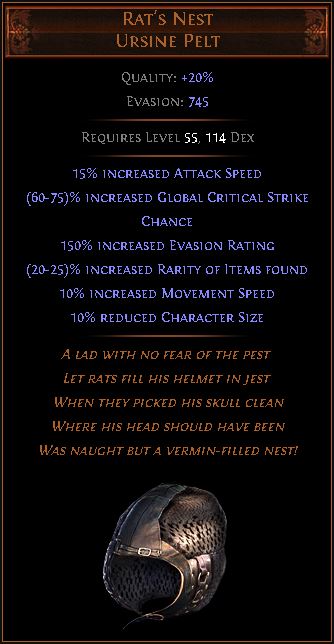 Rat's Nest
Ursine Pelt
Quality: +20%
Evasion: 745
Requires Level 55, 114 Dex
15% increased Attack Speed
(60-75)% increased Global Critical Strike
Chance
150% increased Evasion Rating
(20-25)% increased Rarity of Items found
10% increased Movement Speed
10% reduced Character Size
A lad with no fear of the pest
Let rats fill his helmet in jest
When they picked his skull clean
Where his head should have been
Was naught but a vermin-filled nest!